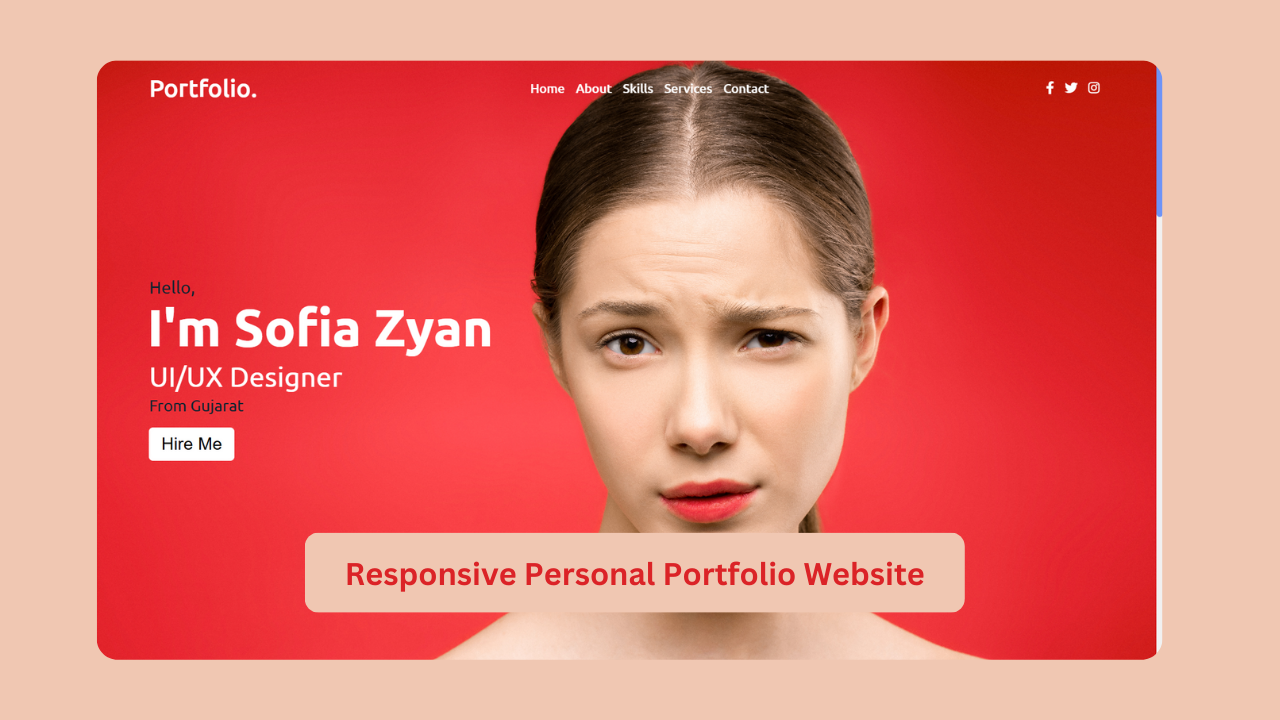 Portfolio.
Home About Skills Services Contact
Hello,
I'm Sofia Zyan
UI/UX Designer
From Gujarat
Hire Me
Responsive Personal Portfolio Website